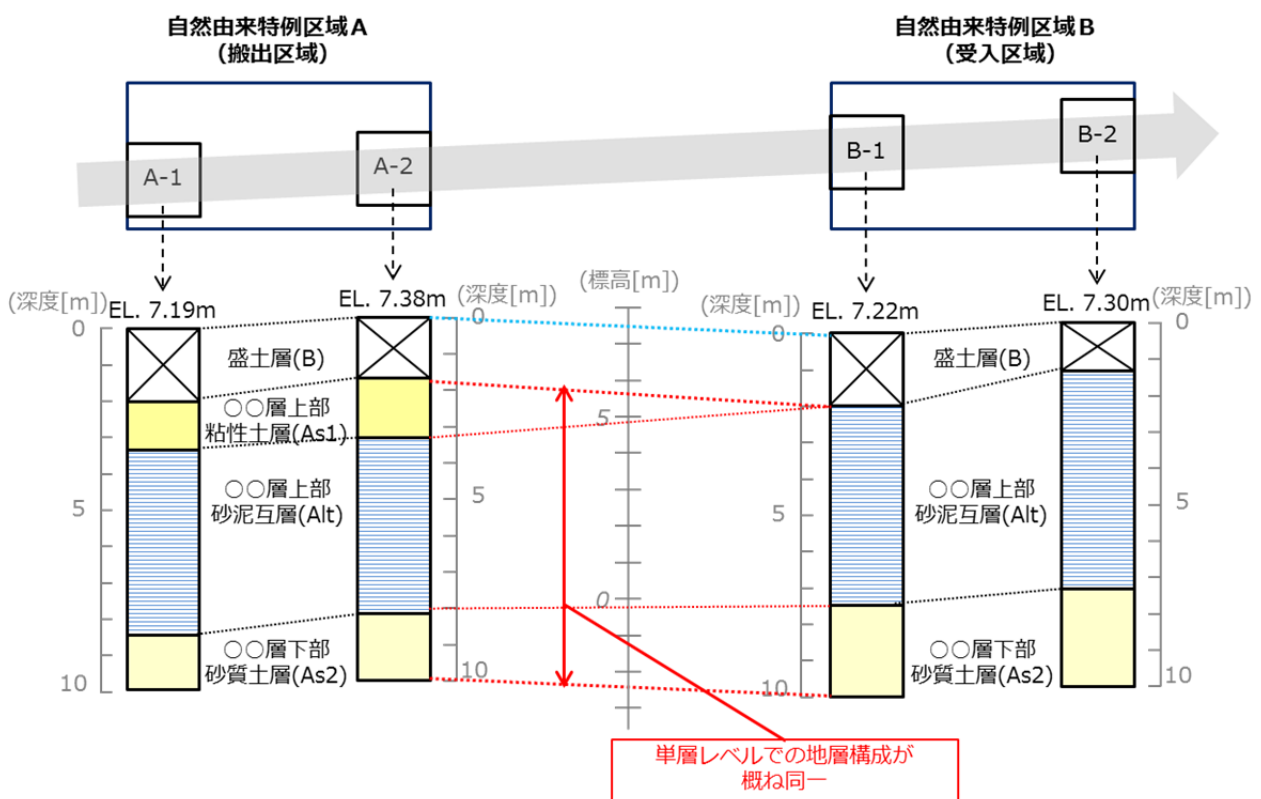 自然由来特例区域A
(搬出区域)
自然由来特例区域B
(受入区域)
A-1
A-2
B-1
B-2
(深度[m])
EL. 7.19m
EL. 7.38m
(深度[m])
(標高[m])
(深度[m])
EL. 7.22m
EL. 7.30m
(深度[m])
0
0
0
0
盛土層(B)
盛土層(B)
○○層上部
粘性土層(As1)
5
○○層上部
砂泥互層(Alt)
○○層上部
砂泥互層(Alt)
5
5
5
5
0
○○層下部
砂質土層(As2)
○○層下部
砂質土層(As2)
10
10
10
10
単層レベルでの地層構成が
概ね同一